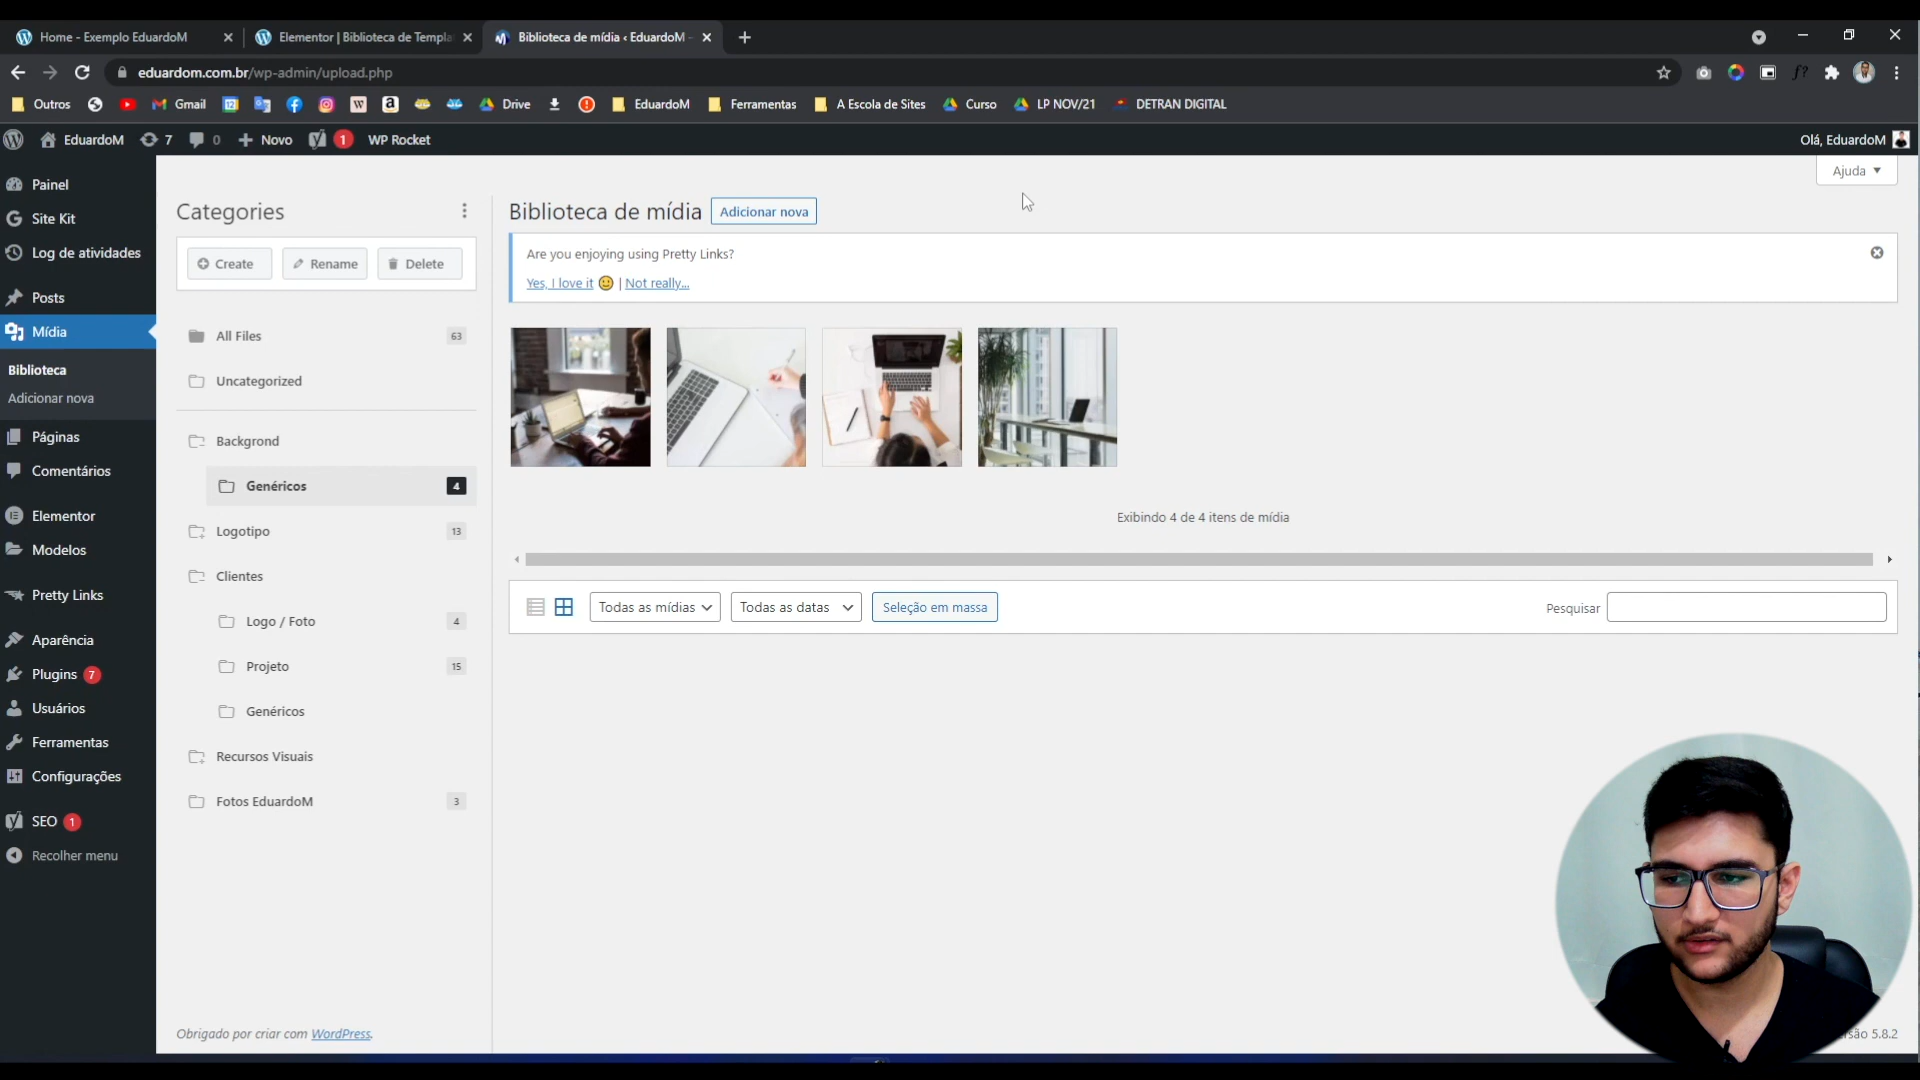 Home - Exemplo EduardoM
Elementor | Biblioteca de Templa
Biblioteca de mídia ‹ EduardoM -
eduardom.com.br/wp-admin/upload.php
Outros
Gmail
Drive
EduardoM
Ferramentas
A Escola de Sites
Curso
LP NOV/21
DETRAN DIGITAL
EduardoM
7
0
Novo
1
WP Rocket
Olá, EduardoM
Ajuda
Painel
Site Kit
Log de atividades
Posts
Mídia
Biblioteca
Adicionar nova
Páginas
Comentários
Elementor
Modelos
Pretty Links
Aparência
Plugins 7
Usuários
Ferramentas
Configurações
SEO 1
Recolher menu
Categories
Create
Rename
Delete
All Files 63
Uncategorized
Backgrond
Genéricos 4
Logotipo 13
Clientes
Logo / Foto 4
Projeto 15
Genéricos
Recursos Visuais
Fotos EduardoM 3
Obrigado por criar com WordPress.
Biblioteca de mídia
Adicionar nova
Are you enjoying using Pretty Links?
Yes, I love it 🙂 | Not really...
Exibindo 4 de 4 itens de mídia
Todas as mídias
Todas as datas
Seleção em massa
Pesquisar
são 5.8.2